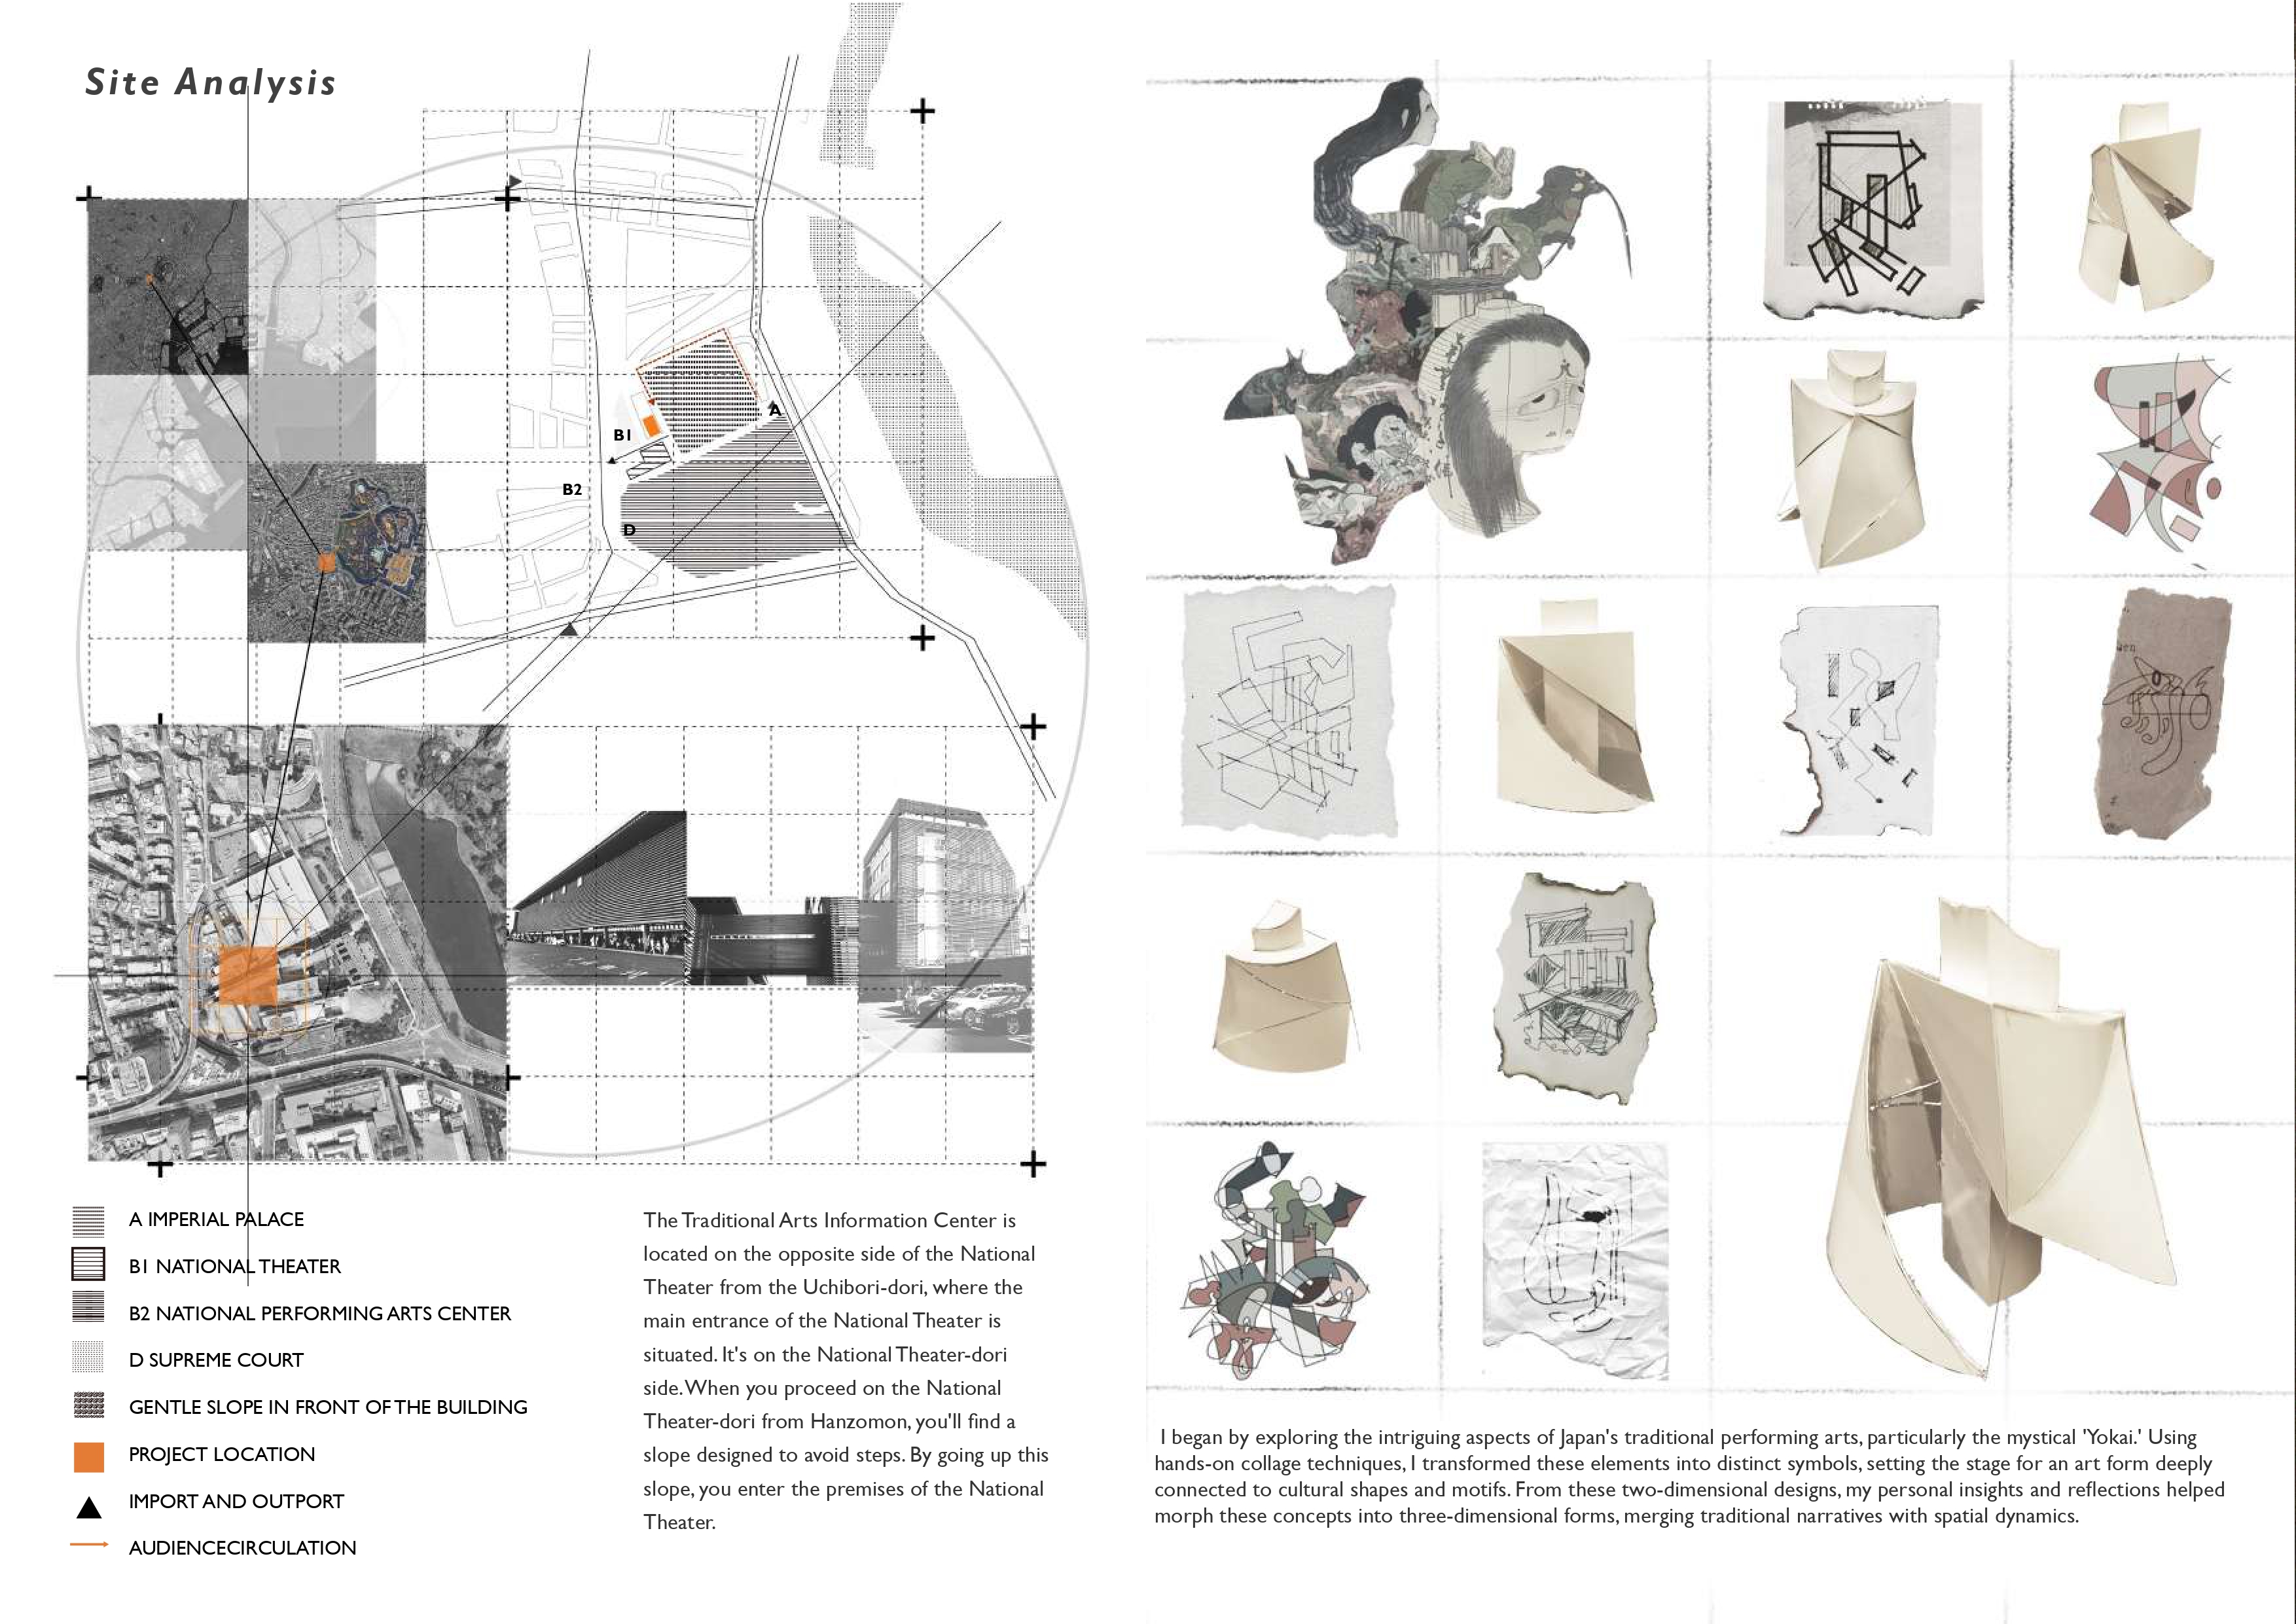 Site Analysis
A
B1
B2
D
A IMPERIAL PALACE
B1 NATIONAL THEATER
B2 NATIONAL PERFORMING ARTS CENTER
D SUPREME COURT
GENTLE SLOPE IN FRONT OF THE BUILDING
PROJECT LOCATION
IMPORT AND OUTPORT
AUDIENCECIRCULATION
The Traditional Arts Information Center is
located on the opposite side of the National
Theater from the Uchibori-dori, where the
main entrance of the National Theater is
situated. It's on the National Theater-dori
side. When you proceed on the National
Theater-dori from Hanzomon, you'll find a
slope designed to avoid steps. By going up this
slope, you enter the premises of the National
Theater.
I began by exploring the intriguing aspects of Japan's traditional performing arts, particularly the mystical 'Yokai.' Using
hands-on collage techniques, I transformed these elements into distinct symbols, setting the stage for an art form deeply
connected to cultural shapes and motifs. From these two-dimensional designs, my personal insights and reflections helped
morph these concepts into three-dimensional forms, merging traditional narratives with spatial dynamics.